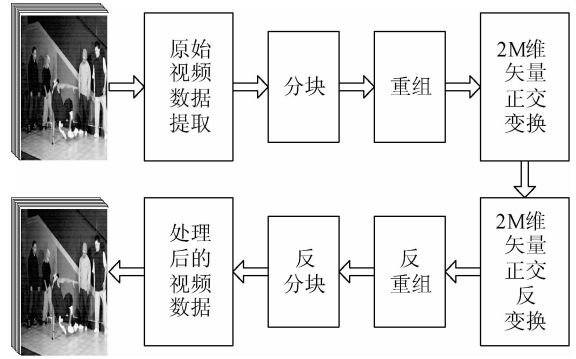 原始
视频
数据
提取
分块
重组
2M维
矢量
正交
变换
处理
后的
视频
数据
反
分块
反
重组
2M维
矢量
正交
反
变换